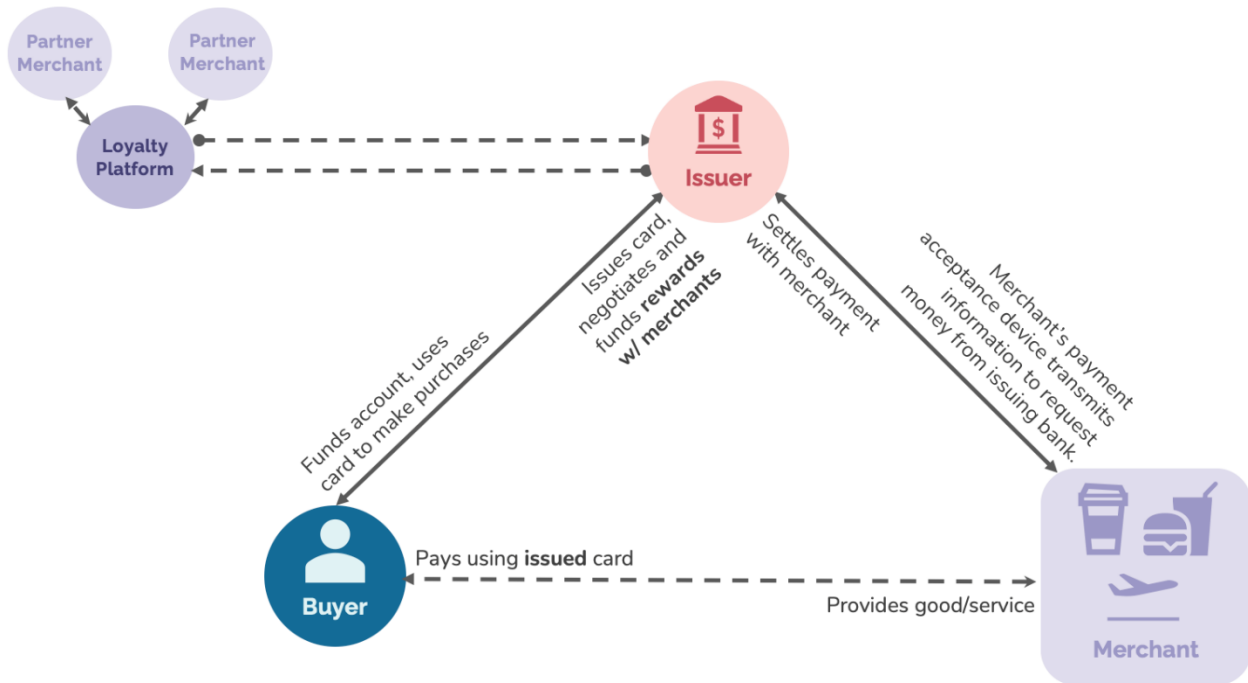 Partner
Merchant
Partner
Merchant
Loyalty
Platform
$
Issuer
Issues card,
negotiates and
funds rewards
w/ merchants
Settles payment
with merchant
Merchant's payment
acceptance device transmits
information to request
money from issuing bank.
Funds account, uses
card to make purchases
Buyer
Pays using issued card
Provides good/service
Merchant